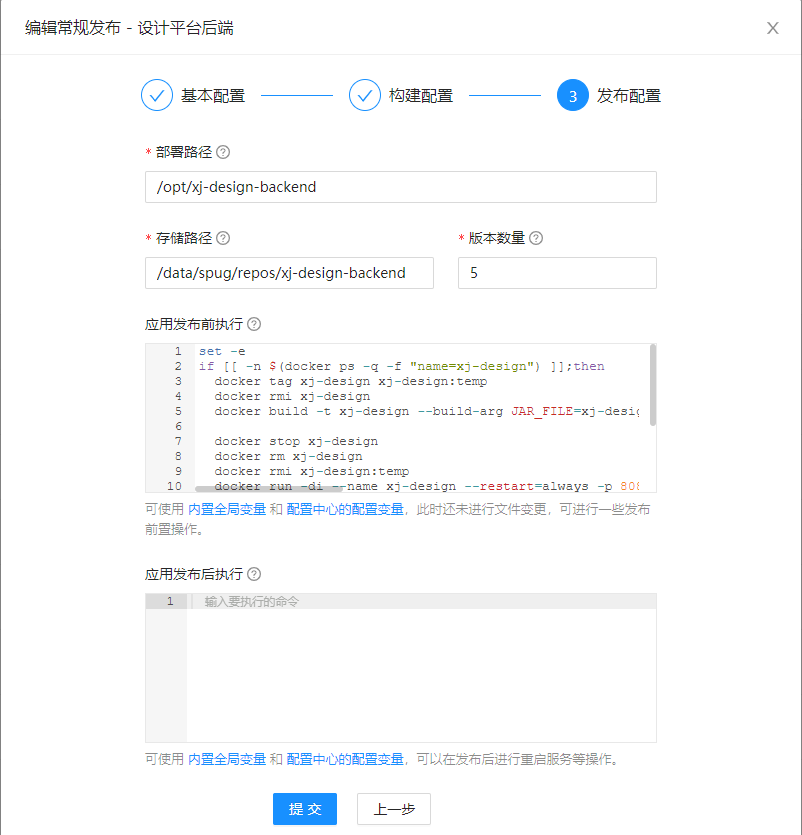 编辑常规发布 - 设计平台后端
基本配置 构建配置 3 发布配置
* 部署路径
/opt/xj-design-backend
* 存储路径 * 版本数量
/data/spug/repos/xj-design-backend 5
应用发布前执行
1 set -e
2 if [[ -n $(docker ps -q -f "name=xj-design") ]];then
3 docker tag xj-design xj-design:temp
4 docker rmi xj-design
5 docker build -t xj-design --build-arg JAR_FILE=xj-desig
6
7 docker stop xj-design
8 docker rm xj-design
9 docker rmi xj-design:temp
10 docker run -di --name xj-design --restart=always -p 808
可使用 内置全局变量 和 配置中心的配置变量，此时还未进行文件变更，可进行一些发布
前置操作。
应用发布后执行
1 输入要执行的命令
可使用 内置全局变量 和 配置中心的配置变量，可以在发布后进行重启服务等操作。
提 交 上一步